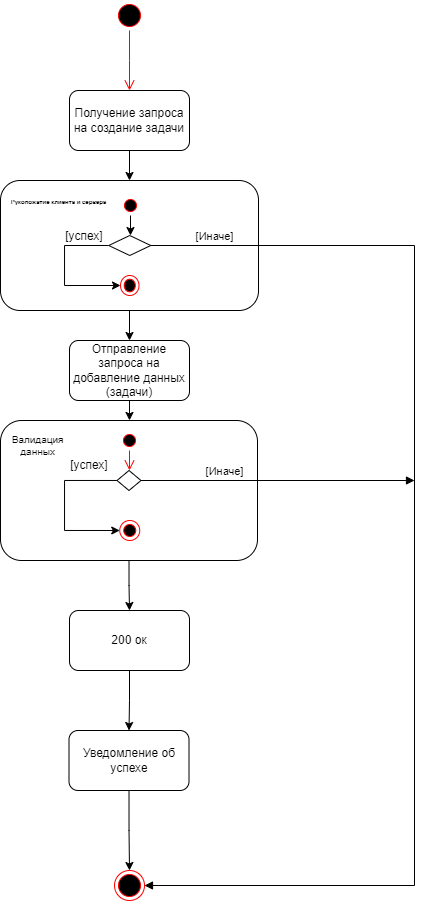 Получение запроса
на создание задачи
Рукопожатие клиента и сервера
[успех]
[Иначе]
Отправление
запроса на
добавление данных
(задачи)
Валидация
данных
[успех]
[Иначе]
200 ок
Уведомление об
успехе